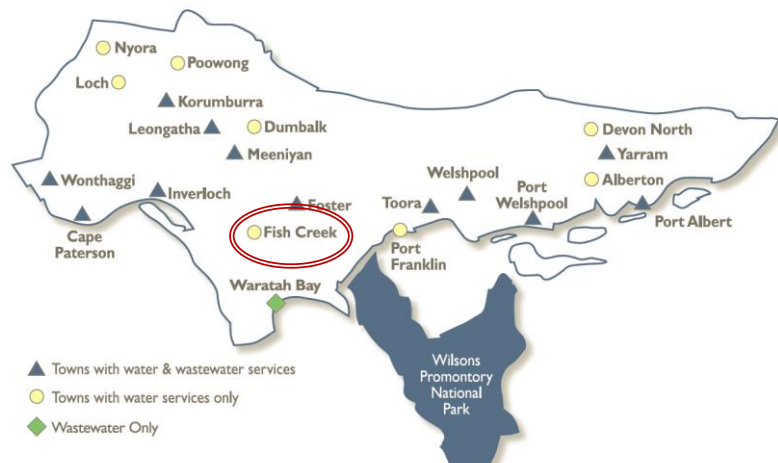 Nyora
Poowong
Loch
Korumburra
Leongatha
Dumbalk
Meeniyan
Devon North
Yarram
Alberton
Wonthaggi
Inverloch
Cape
Paterson
Foster
Fish Creek
Toora
Welshpool
Port
Welshpool
Port Albert
Port
Franklin
Waratah Bay
Wilsons
Promontory
National
Park
Towns with water & wastewater services
Towns with water services only
Wastewater Only